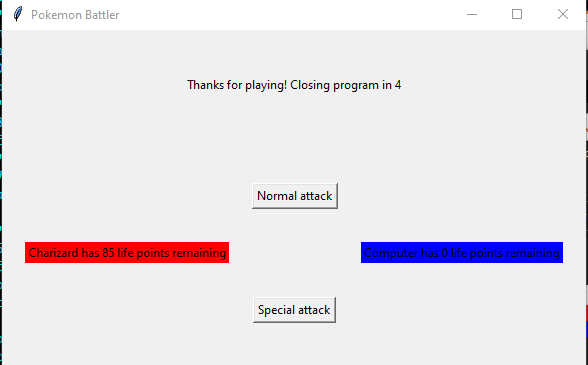 Pokemon Battler
Thanks for playing! Closing program in 4
Normal attack
Charizard has 85 life points remaining
Computer has 0 life points remaining
Special attack